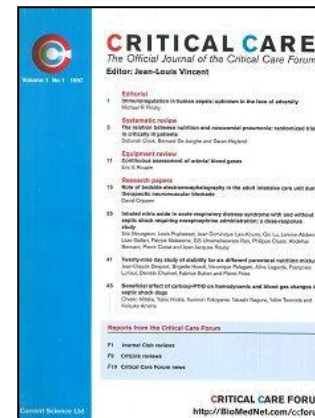 CRITICAL CARE
The Official Journal of the Critical Care Forum
Editor: Jean-Louis Vincent
Volume 1 No 1 1997
Editorial
1 Immunoregulation in human sepsis: optimism in the face of adversity
Michael R Pinsky
Systematic review
3 The relation between nutrition and nosocomial pneumonia: randomized trials
in critically ill patients
Deborah Cook, Bernard De Jonghe and Daren Heyland
Equipment review
11 Continuous assessment of arterial blood gases
Eric E Roupie
Research papers
15 Role of bedside electroencephalography in the adult intensive care unit during
therapeutic neuromuscular blockade
David Crippen
25 Inhaled nitric oxide in acute respiratory disease syndrome with and without
septic shock requiring norepinephrine administration: a dose-response
study
41 Twenty-nine day study of stability for six different parenteral nutrition mixtures
45 Beneficial effect of on hemodynamic and blood gas changes in
septic shock dogs
Reports from the Critical Care Forum
F1 Journal Club reviews
F9 Citation reviews
F19 Critical Care Forum news
CRITICAL CARE FORUM
Current Science Ltd
http://BioMedNet.com/ccforum